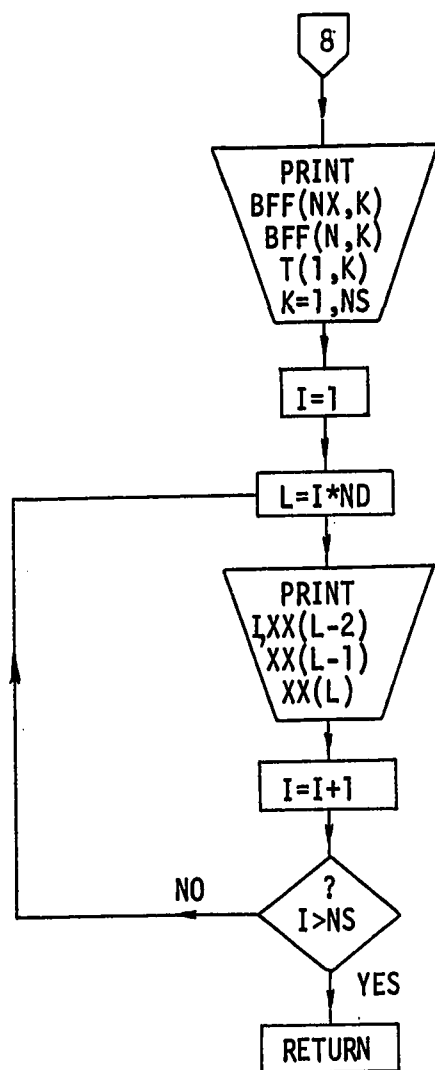 8
PRINT
BFF(NX,K)
BFF(N,K)
T(1,K)
K=1,NS
I=1
L=I*ND
PRINT
I,XX(L-2)
XX(L-1)
XX(L)
I=I+1
?
I>NS
NO
YES
RETURN